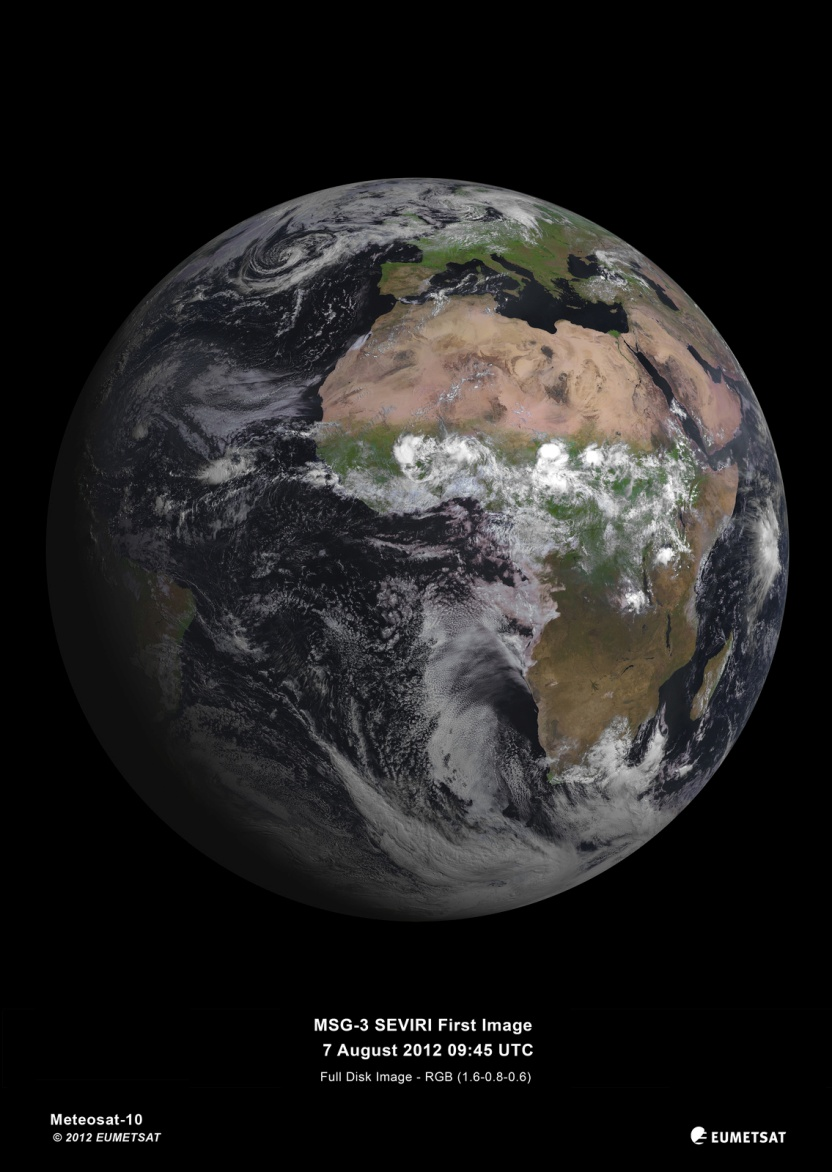 MSG-3 SEVIRI First Image
7 August 2012 09:45 UTC
Full Disk Image - RGB (1.6-0.8-0.6)
Meteosat-10
© 2012 EUMETSAT
EUMETSAT